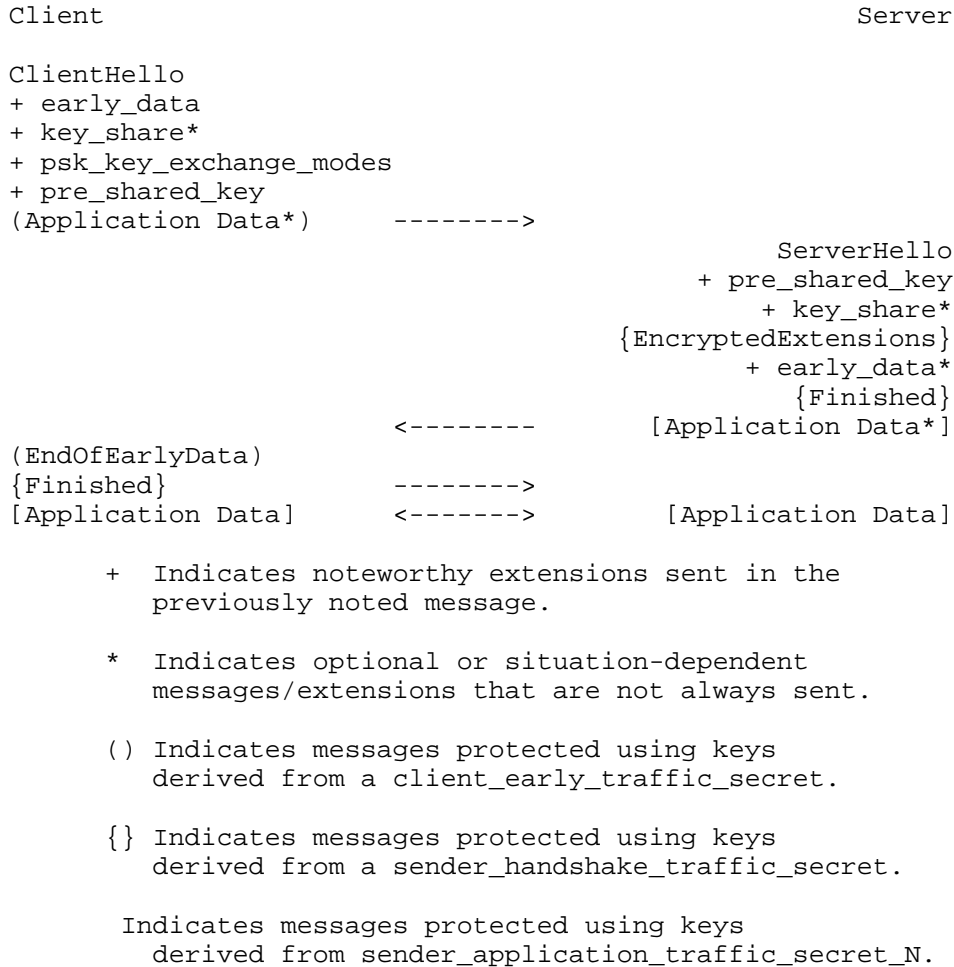 Client Server
ClientHello
+ early_data
+ key_share*
+ psk_key_exchange_modes
+ pre_shared_key
(Application Data*) -------->
ServerHello
+ pre_shared_key
+ key_share*
{EncryptedExtensions}
+ early_data*
{Finished}
<-------- [Application Data*]
(EndOfEarlyData)
{Finished} -------->
[Application Data] <-------> [Application Data]
+ Indicates noteworthy extensions sent in the
previously noted message.
* Indicates optional or situation-dependent
messages/extensions that are not always sent.
() Indicates messages protected using keys
derived from a client_early_traffic_secret.
{} Indicates messages protected using keys
derived from a sender_handshake_traffic_secret.
Indicates messages protected using keys
derived from sender_application_traffic_secret_N.